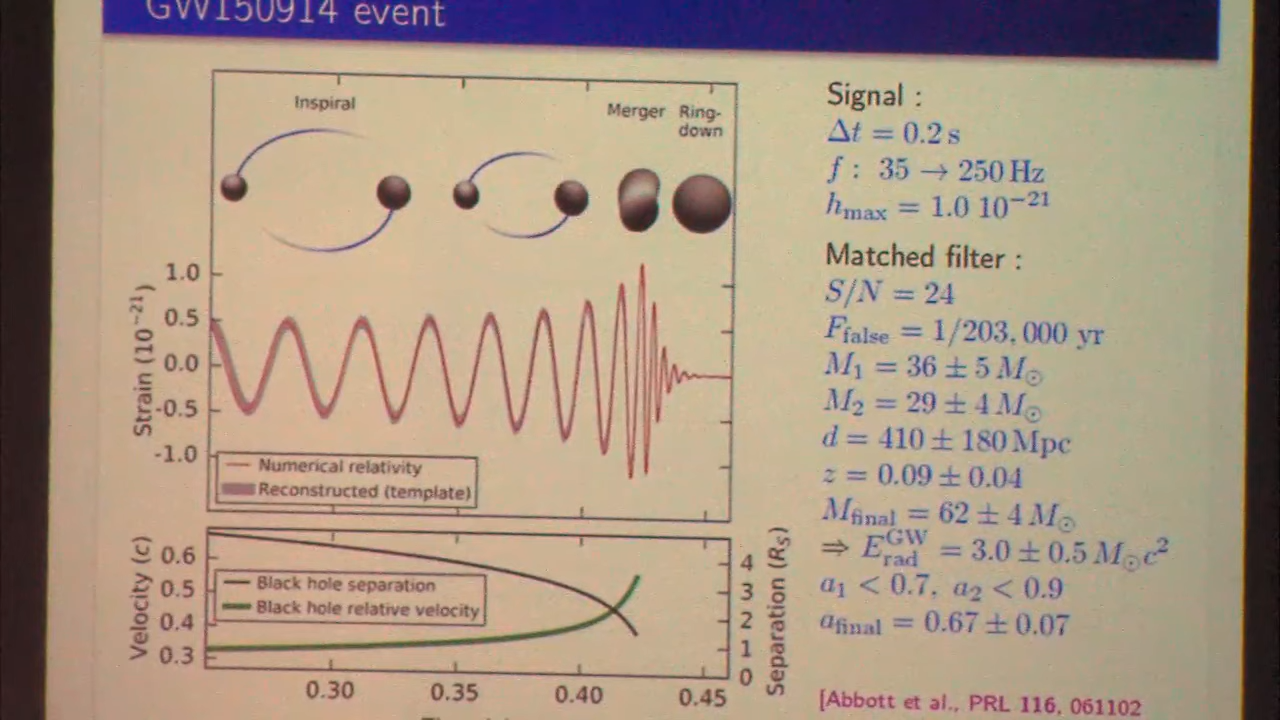 GW150914 event
Inspiral
Merger
Ring-
down
Strain (10⁻²¹)
1.0
0.5
0.0
-0.5
-1.0
Numerical relativity
Reconstructed (template)
Velocity (c)
0.6
0.5
0.4
0.3
Black hole separation
Black hole relative velocity
4
3
2
1
0
Separation (R_S)
0.30
0.35
0.40
0.45
Signal :
Δt = 0.2 s
f : 35 → 250 Hz
h_max = 1.0 10⁻²¹
Matched filter :
S/N = 24
F_false = 1/203,000 yr
M₁ = 36 ± 5 M_⊙
M₂ = 29 ± 4 M_⊙
d = 410 ± 180 Mpc
z = 0.09 ± 0.04
M_final = 62 ± 4 M_⊙
⇒ E_rad^GW = 3.0 ± 0.5 M_⊙c²
a₁ < 0.7, a₂ < 0.9
a_final = 0.67 ± 0.07
[Abbott et al., PRL 116, 061102